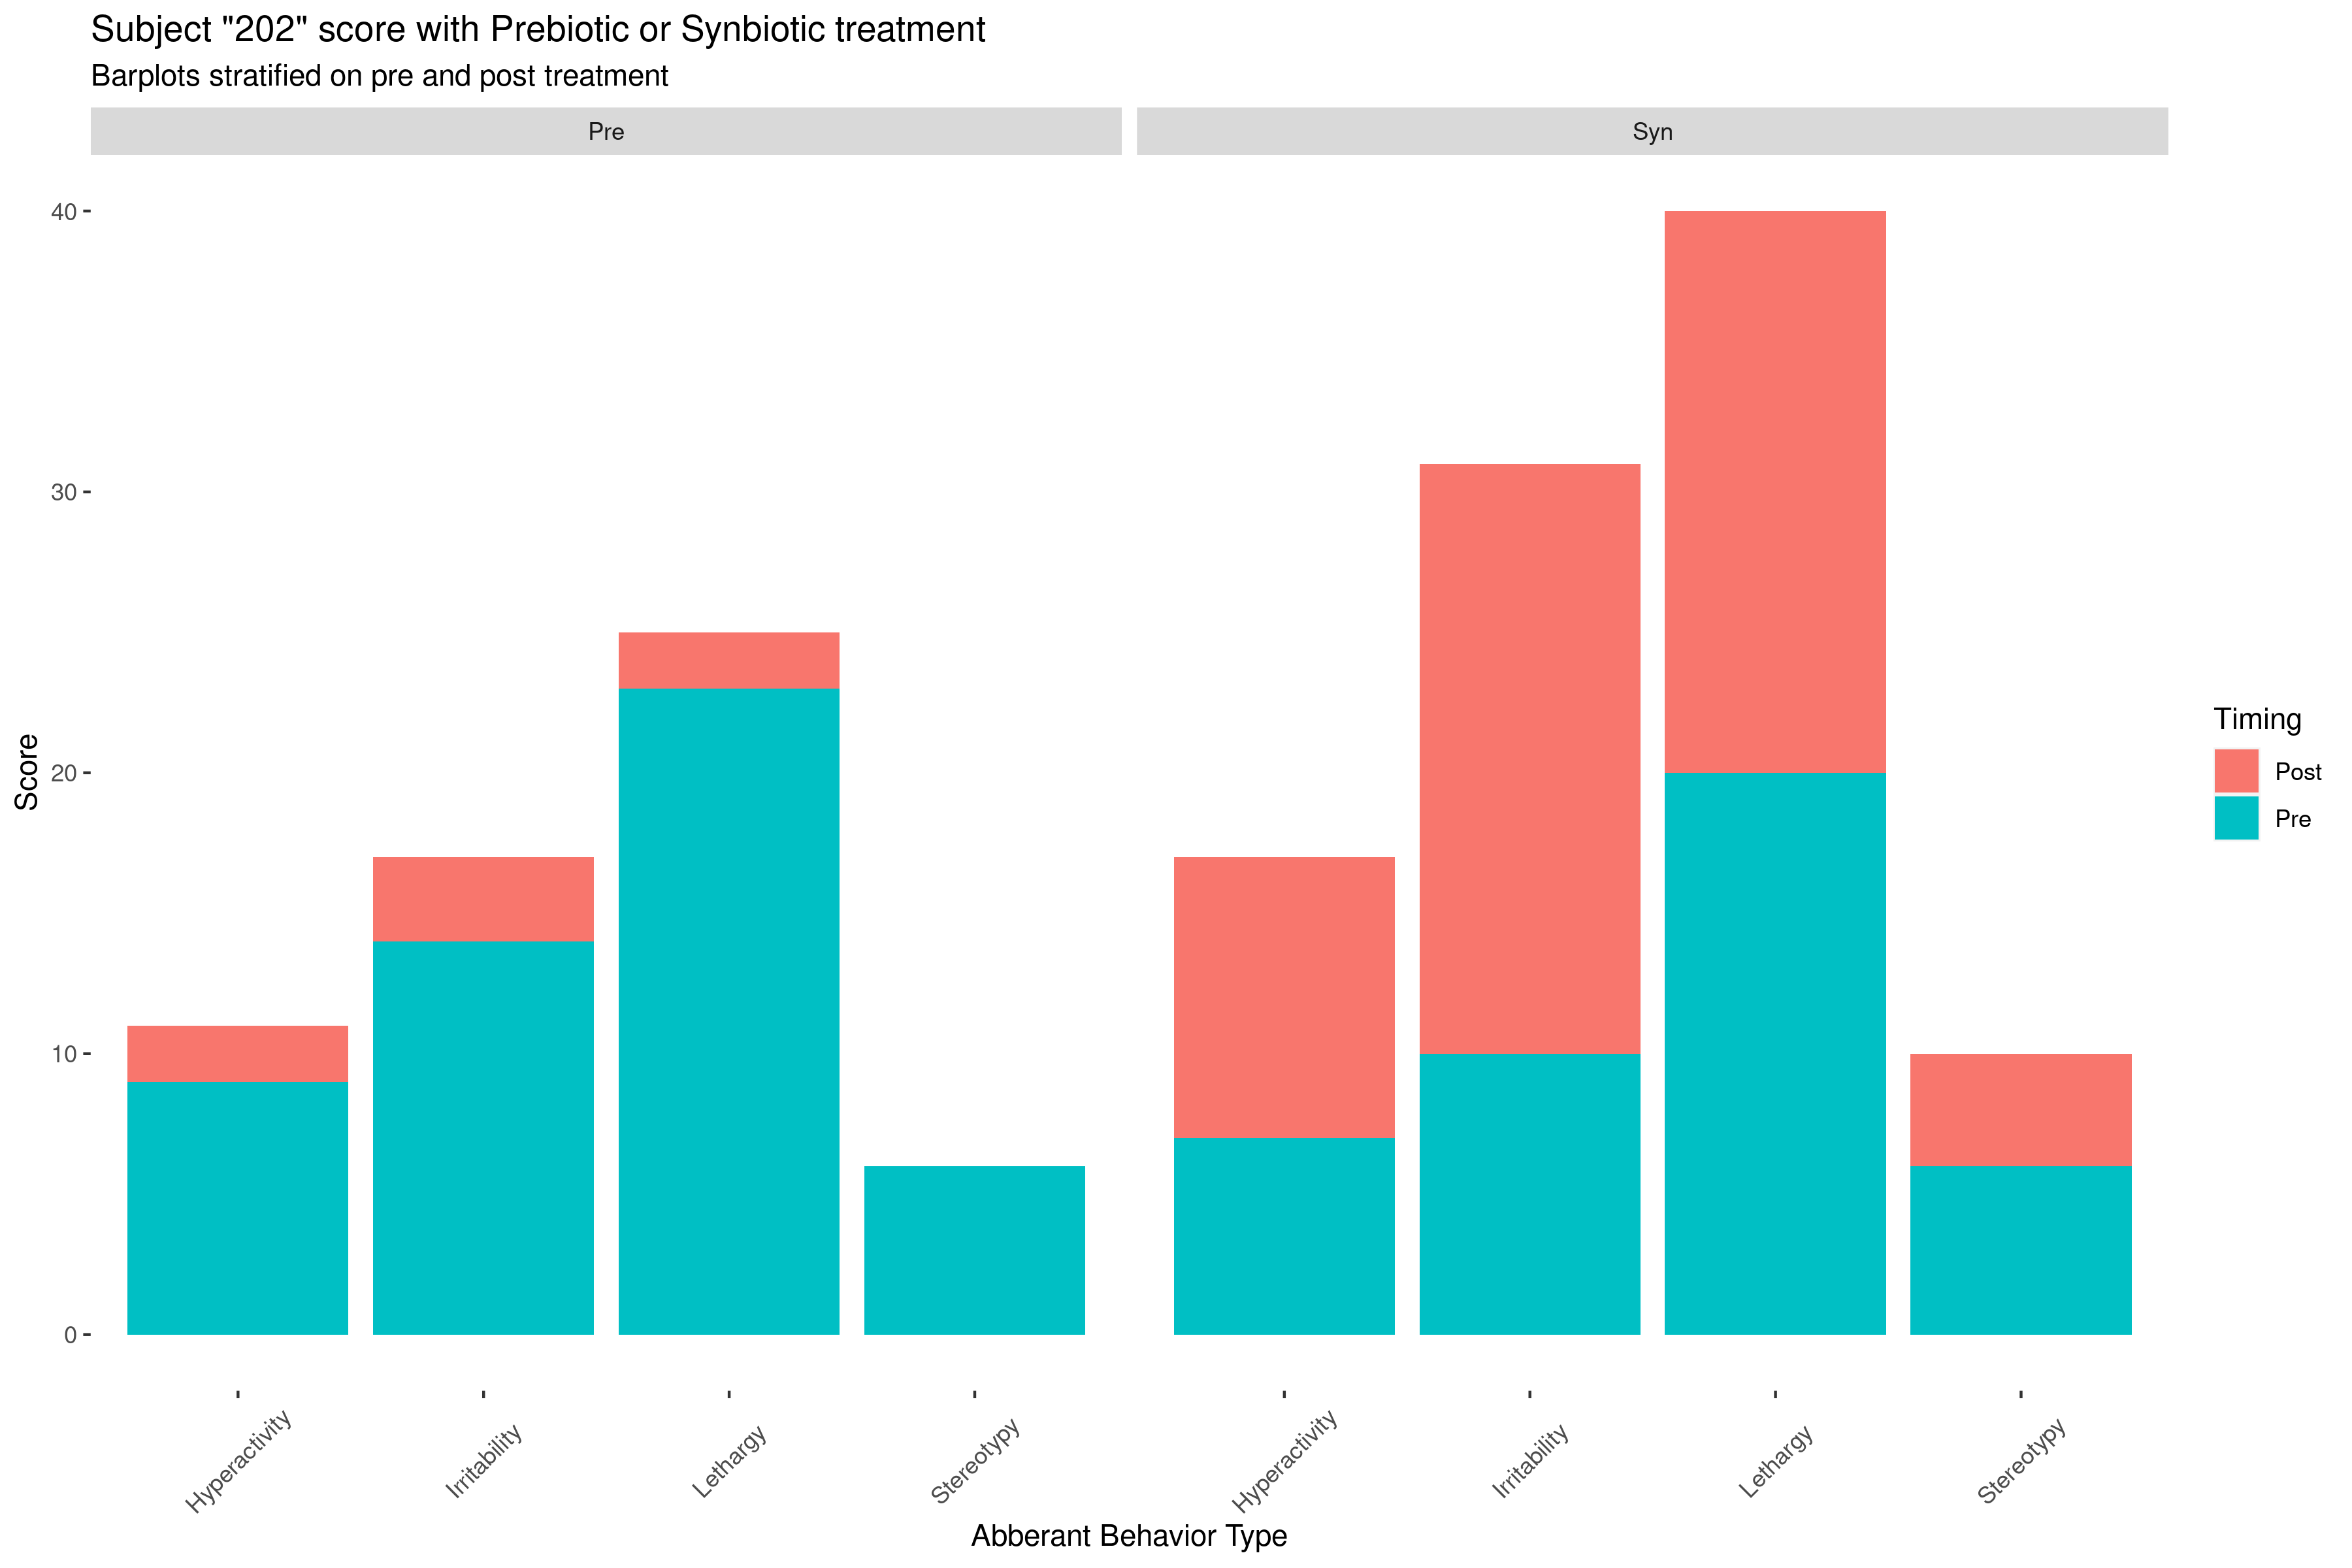 Subject "202" score with Prebiotic or Synbiotic treatment
Barplots stratified on pre and post treatment
Pre
Syn
40
30
20
10
0
Score
Hyperactivity
Irritability
Lethargy
Stereotypy
Hyperactivity
Irritability
Lethargy
Stereotypy
Abberant Behavior Type
Timing
Post
Pre